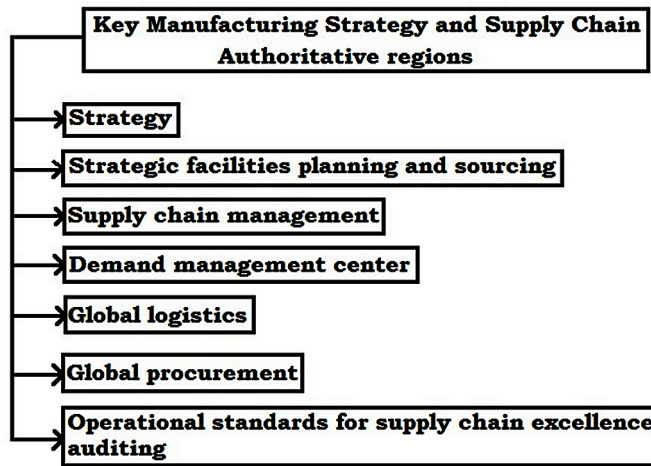 Key Manufacturing Strategy and Supply Chain
Authoritative regions
Strategy
Strategic facilities planning and sourcing
Supply chain management
Demand management center
Global logistics
Global procurement
Operational standards for supply chain excellence
auditing